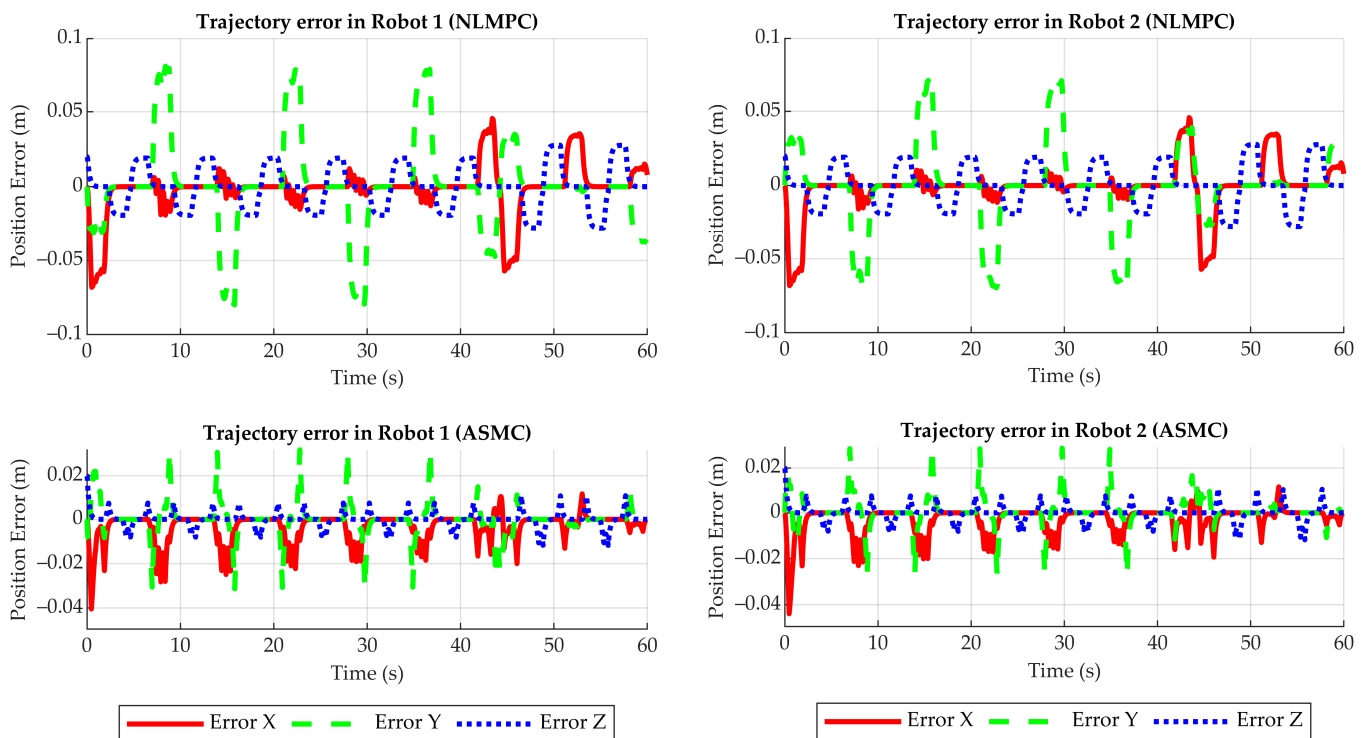 Trajectory error in Robot 1 (NLMPC)
0.1
0.05
0
−0.05
−0.1
Position Error (m)
0 10 20 30 40 50 60
Time (s)
Trajectory error in Robot 2 (NLMPC)
0.1
0.05
0
−0.05
−0.1
Position Error (m)
0 10 20 30 40 50 60
Time (s)
Trajectory error in Robot 1 (ASMC)
0.02
0
−0.02
−0.04
Position Error (m)
0 10 20 30 40 50 60
Time (s)
Error X Error Y Error Z
Trajectory error in Robot 2 (ASMC)
0.02
0
−0.02
−0.04
Position Error (m)
0 10 20 30 40 50 60
Time (s)
Error X Error Y Error Z